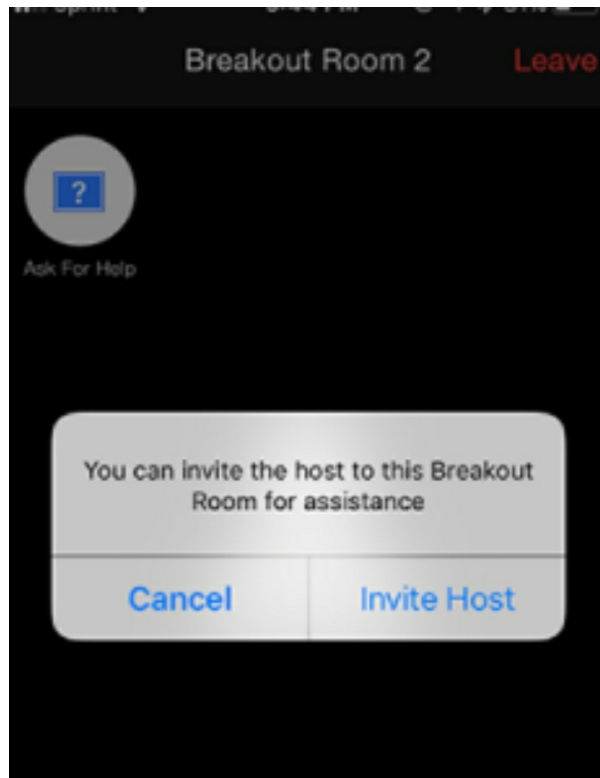 Breakout Room 2 Leave
?
Ask For Help
You can invite the host to this Breakout
Room for assistance
Cancel Invite Host